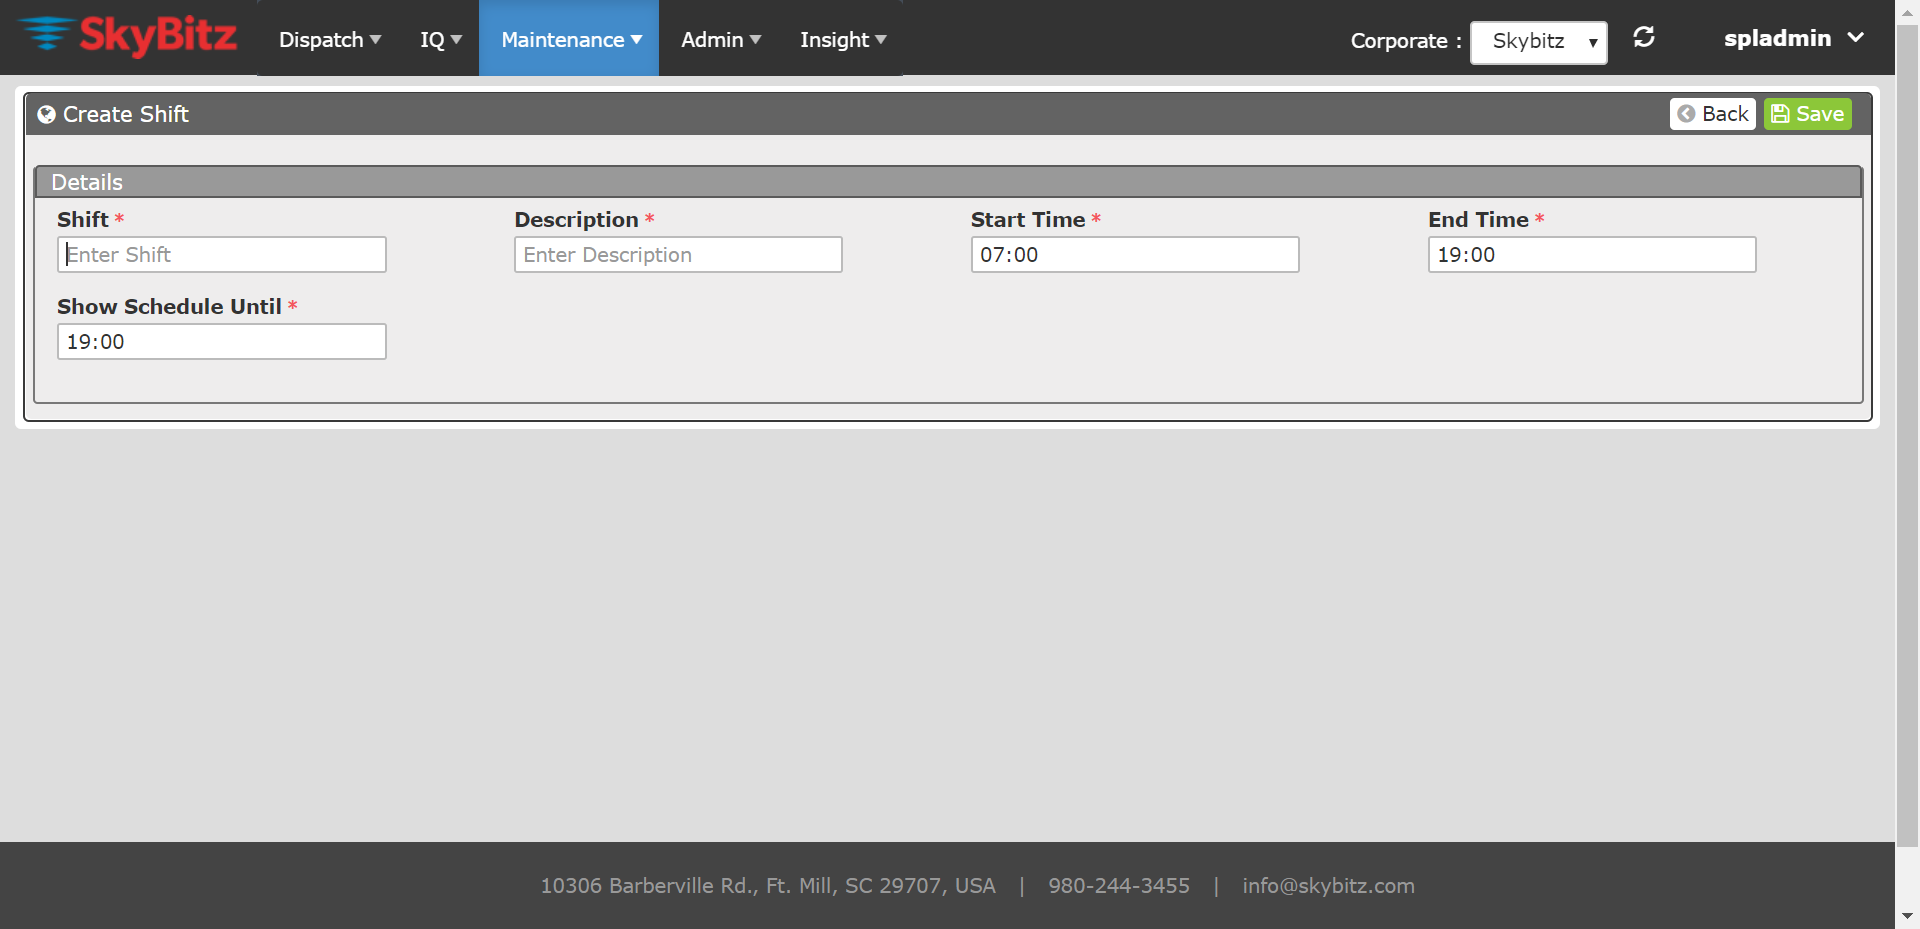 SkyBitz Dispatch IQ Maintenance Admin Insight Corporate : Skybitz spladmin
Create Shift Back Save
Details
Shift * Description * Start Time * End Time *
Enter Shift Enter Description 07:00 19:00
Show Schedule Until *
19:00
10306 Barberville Rd., Ft. Mill, SC 29707, USA | 980-244-3455 | info@skybitz.com